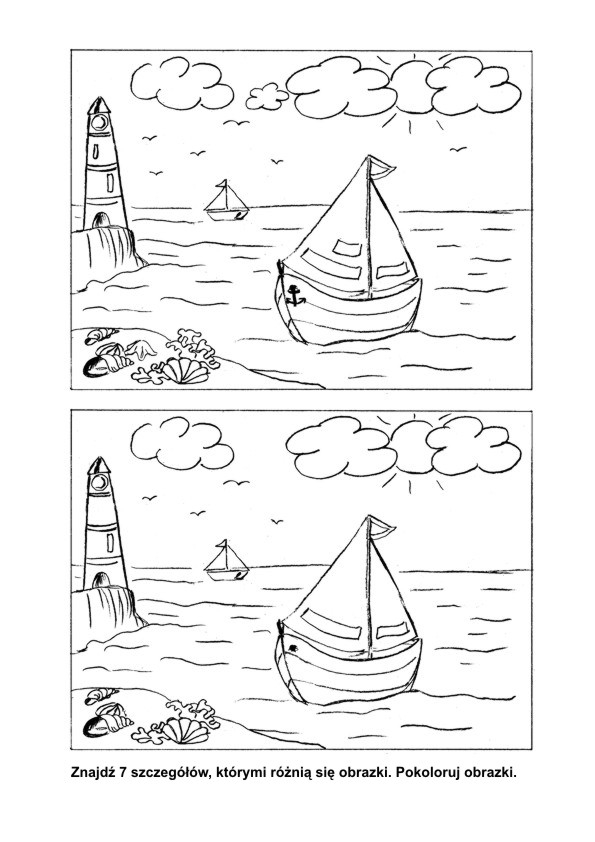 Znajdź 7 szczegółów, którymi różnią się obrazki. Pokoloruj obrazki.